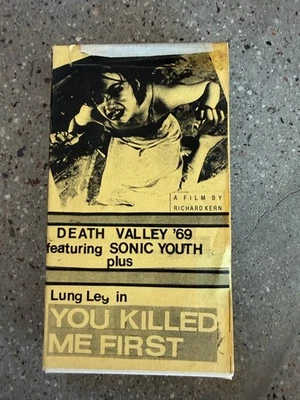 A FILM BY
RICHARD KERN
DEATH VALLEY '69
featuring SONIC YOUTH
plus
Lung Leg in
YOU KILLED
ME FIRST